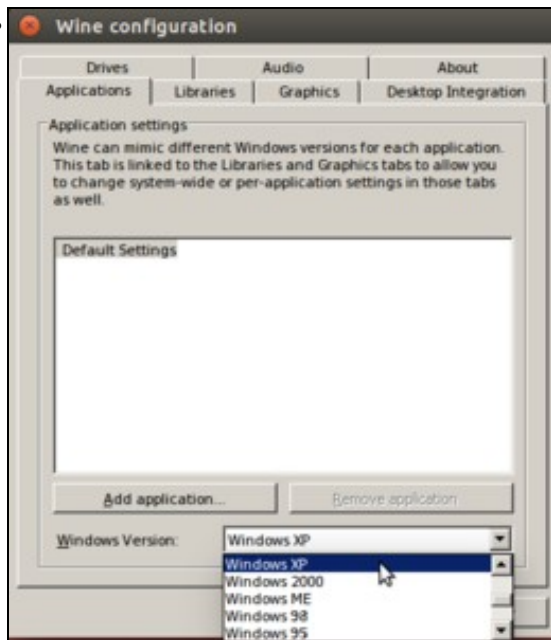 Wine configuration
Drives
Audio
About
Applications
Libraries
Graphics
Desktop Integration
Application settings
Wine can mimic different Windows versions for each application.
This tab is linked to the Libraries and Graphics tabs to allow you
to change system-wide or per-application settings in those tabs
as well.
Default Settings
Add application...
Remove application
Windows Version:
Windows XP
Windows XP
Windows 2000
Windows ME
Windows 98
Windows 95